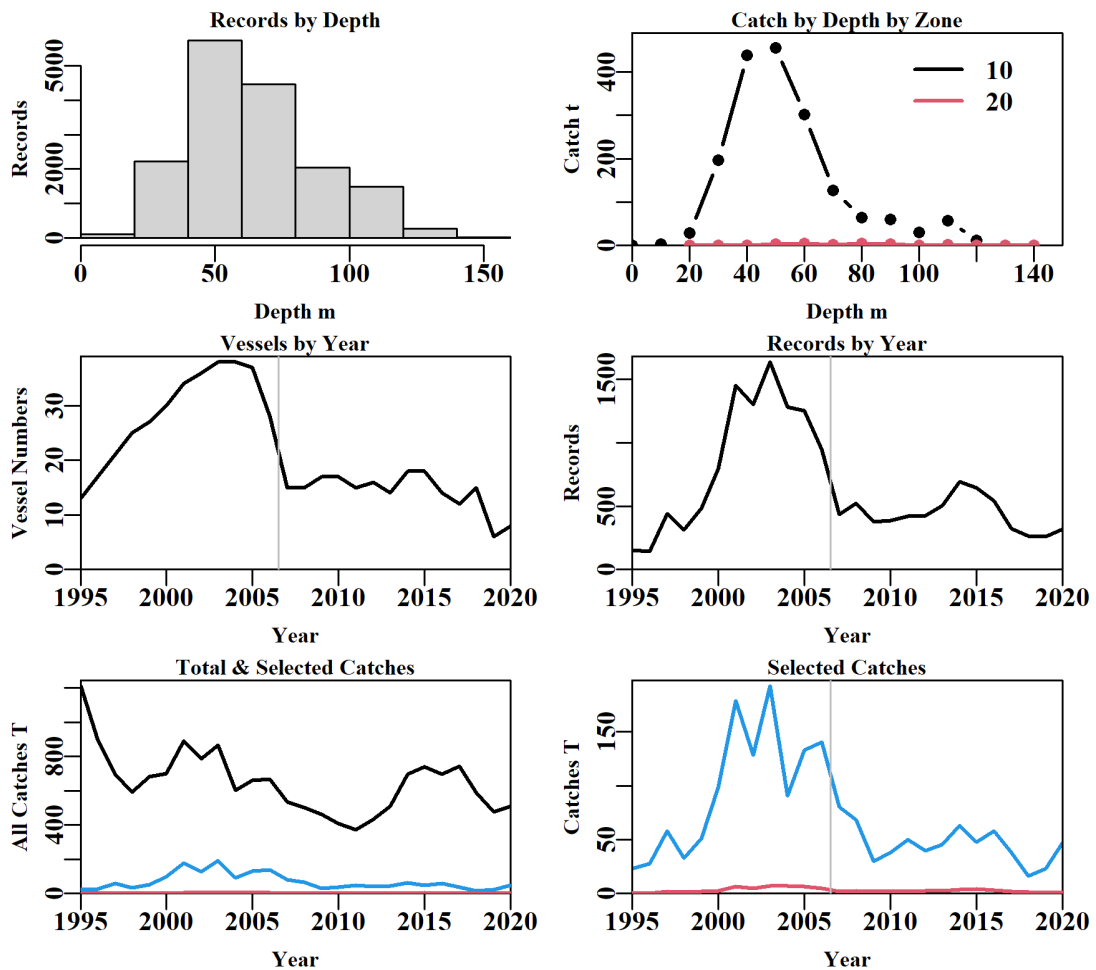 Records by Depth
Records
0 2000 5000
0 50 100 150
Depth m
Catch by Depth by Zone
Catch t
0 200 400
10
20
0 20 40 60 80 100 140
Depth m
Vessels by Year
Vessel Numbers
0 10 20 30
1995 2000 2005 2010 2015 2020
Year
Records by Year
Records
0 500 1500
1995 2000 2005 2010 2015 2020
Year
Total & Selected Catches
All Catches T
0 400 800
1995 2000 2005 2010 2015 2020
Year
Selected Catches
Catches T
0 50 150
1995 2000 2005 2010 2015 2020
Year